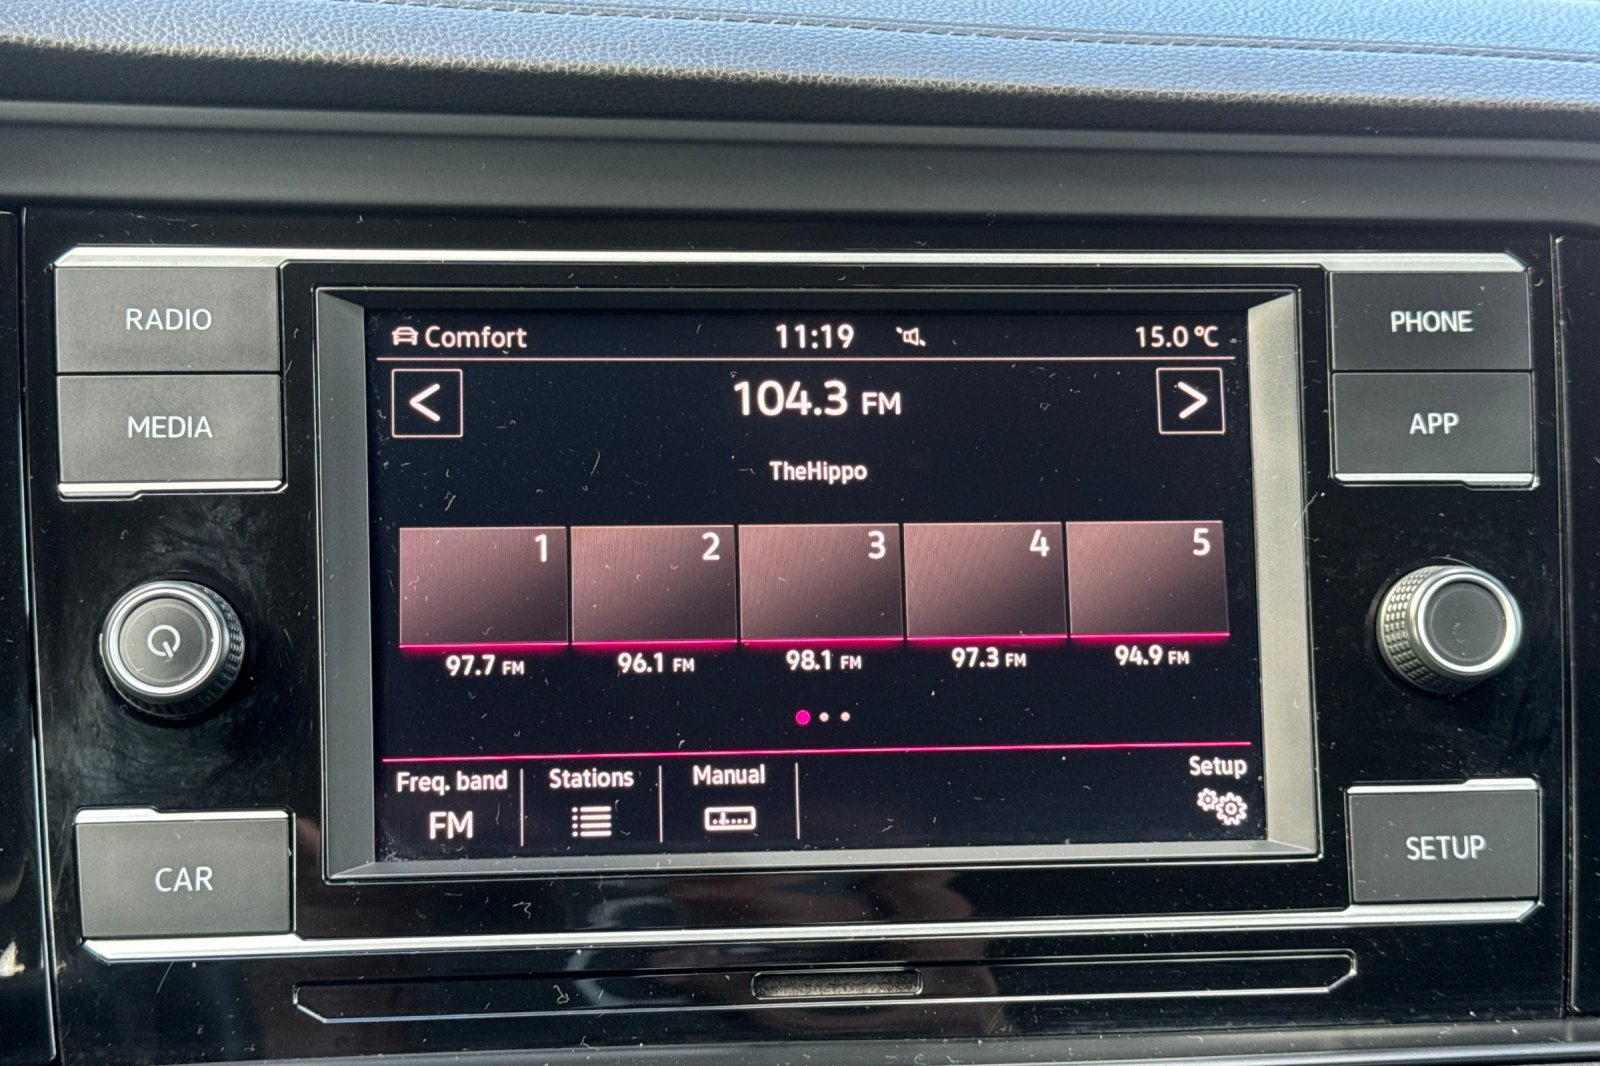 RADIO
MEDIA
CAR
Comfort 11:19 15.0 °C
< 104.3 FM >
TheHippo
1 2 3 4 5
97.7 FM 96.1 FM 98.1 FM 97.3 FM 94.9 FM
Freq. band Stations Manual Setup
FM
PHONE
APP
SETUP